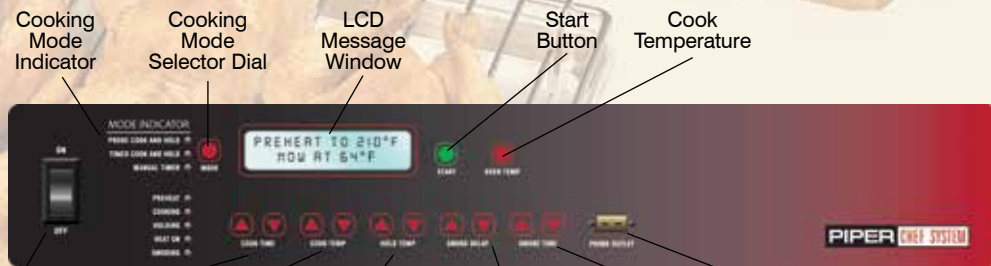 Cooking
Mode
Indicator
Cooking
Mode
Selector Dial
LCD
Message
Window
Start
Button
Cook
Temperature
MODE INDICATOR
PROBE COOK AND HOLD
TIMED COOK AND HOLD
MANUAL TIMER
MODE
PREHEAT TO 210°F
NOW AT 64°F
START
OVEN TEMP
ON
OFF
PREHEAT
COOKING
HOLDING
HEAT ON
SMOKING
COOK TIME
COOK TEMP
HOLD TEMP
SMOKE DELAY
SMOKE TIME
PROBE OUTLET
PIPER CHEF SYSTEM